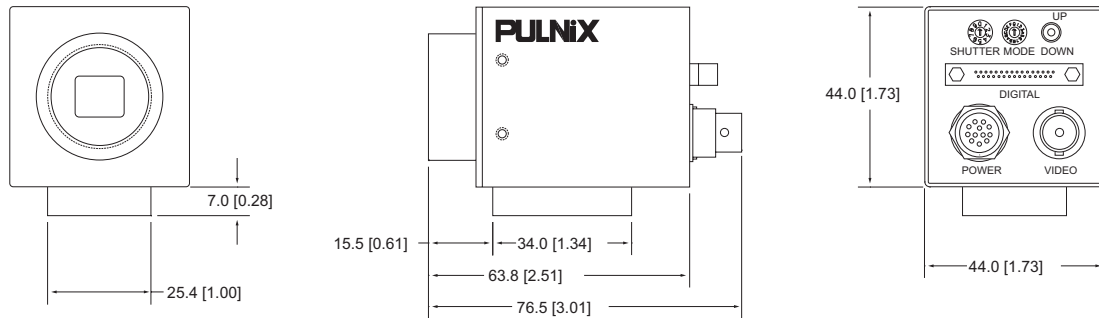 PULNiX
7.0 [0.28]
25.4 [1.00]
15.5 [0.61]
34.0 [1.34]
63.8 [2.51]
76.5 [3.01]
44.0 [1.73]
UP
SHUTTER MODE DOWN
DIGITAL
POWER VIDEO
44.0 [1.73]